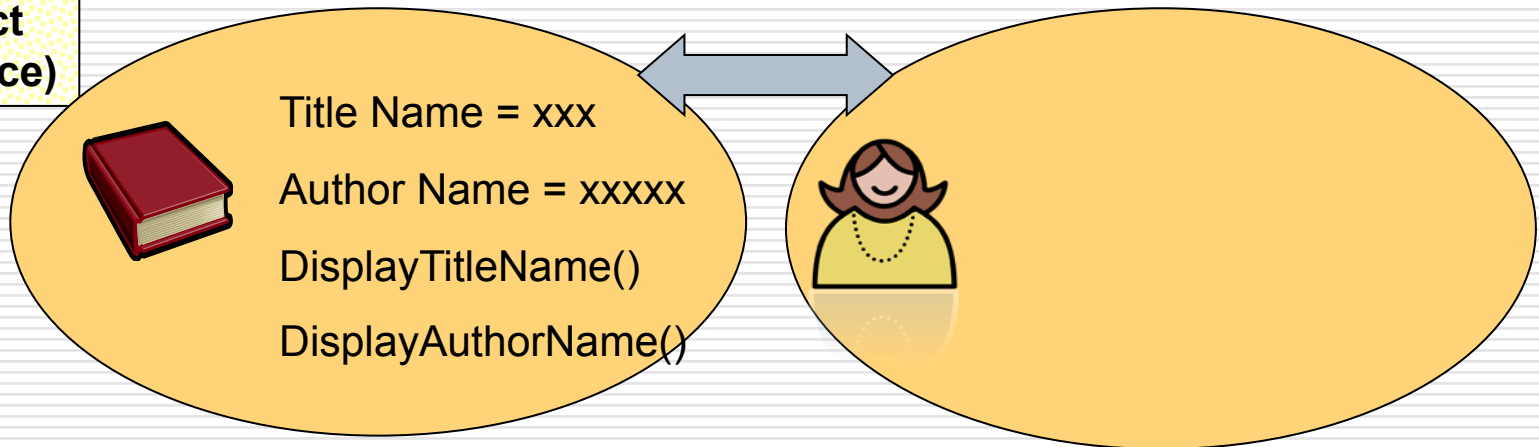 ct
ce)
Title Name = xxx
Author Name = xxxxx
DisplayTitleName()
DisplayAuthorName()